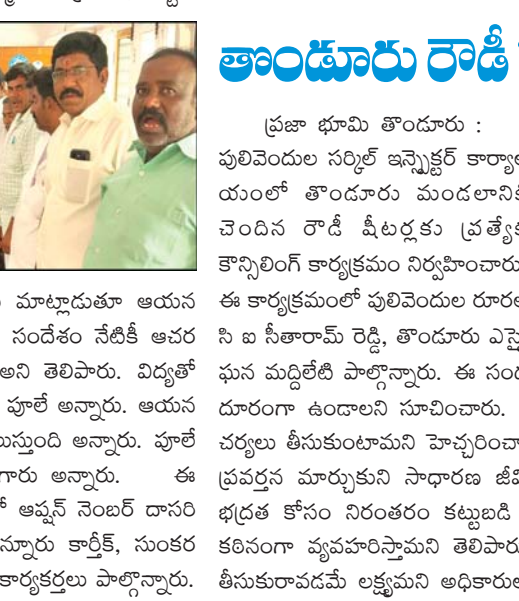 మాట్లాడుతూ ఆయన
సందేశం నేటికీ ఆచర
అని తెలిపారు. విద్యతో
పూలే అన్నారు. ఆయన
అన్నారు. పూలే
గారు అన్నారు. ఈ
ఆప్షన్ నెంబర్ దాసరి
కార్తీక్, సుంకర
కార్యకర్తలు పాల్గొన్నారు.
తొండూరు రౌడీ
ప్రజా భూమి తొండూరు :
పులివెందుల సర్కిల్ ఇన్స్పెక్టర్ కార్యాల
యంలో తొండూరు మండలానిక
చెందిన రౌడీ షీటర్లకు ప్రత్యేక
కౌన్సిలింగ్ కార్యక్రమం నిర్వహించారు
ఈ కార్యక్రమంలో పులివెందుల రూరల
సి ఐ సీతారామ్ రెడ్డి, తొండూరు ఎస్సై
ఘన మద్దిలేటి పాల్గొన్నారు. ఈ సంద
దూరంగా ఉండాలని సూచించారు.
చర్యలు తీసుకుంటామని హెచ్చరించా
ప్రవర్తన మార్చుకుని సాధారణ జీవ
భద్రత కోసం నిరంతరం కట్టుబడి
కఠినంగా వ్యవహరిస్తామని తెలిపారు
తీసుకురావడమే లక్ష్యమని అధికారుల